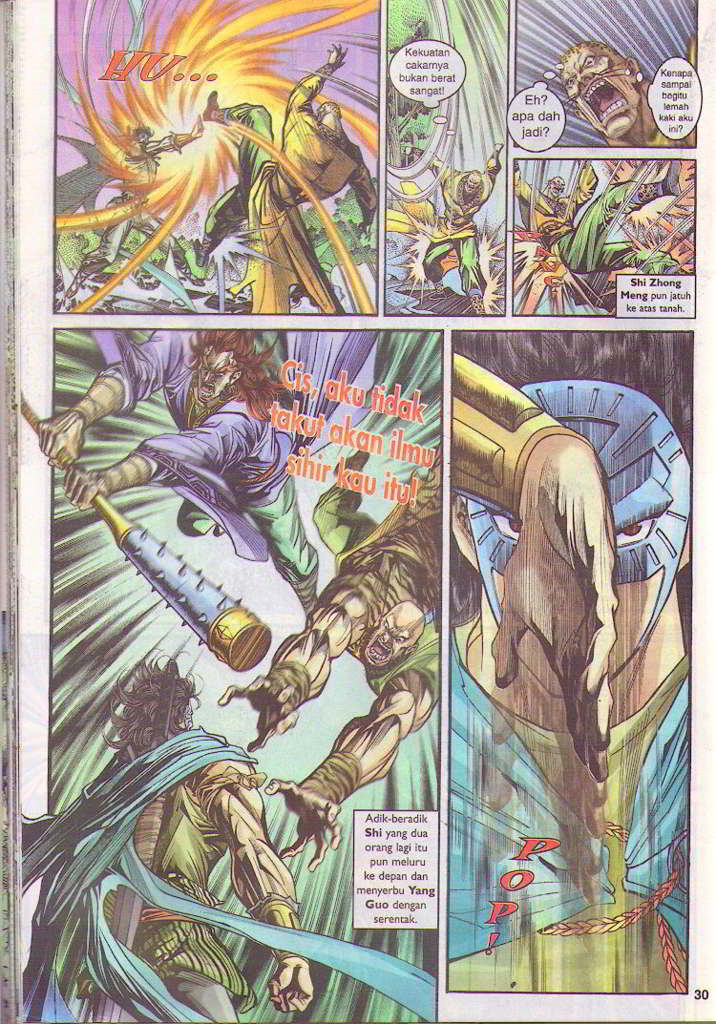 HU...
Kekuatan
cakarnya
bukan berat
sangat!
Eh?
apa dah
jadi?
Kenapa
sampai
begitu
lemah
kaki aku
ini?
Shi Zhong
Meng pun jatuh
ke atas tanah.
Cis, aku tidak
takut akan ilmu
sihir kau itu!
Adik-beradik
Shi yang dua
orang lagi itu
pun meluru
ke depan dan
menyerbu Yang
Guo dengan
serentak.
POP!
30